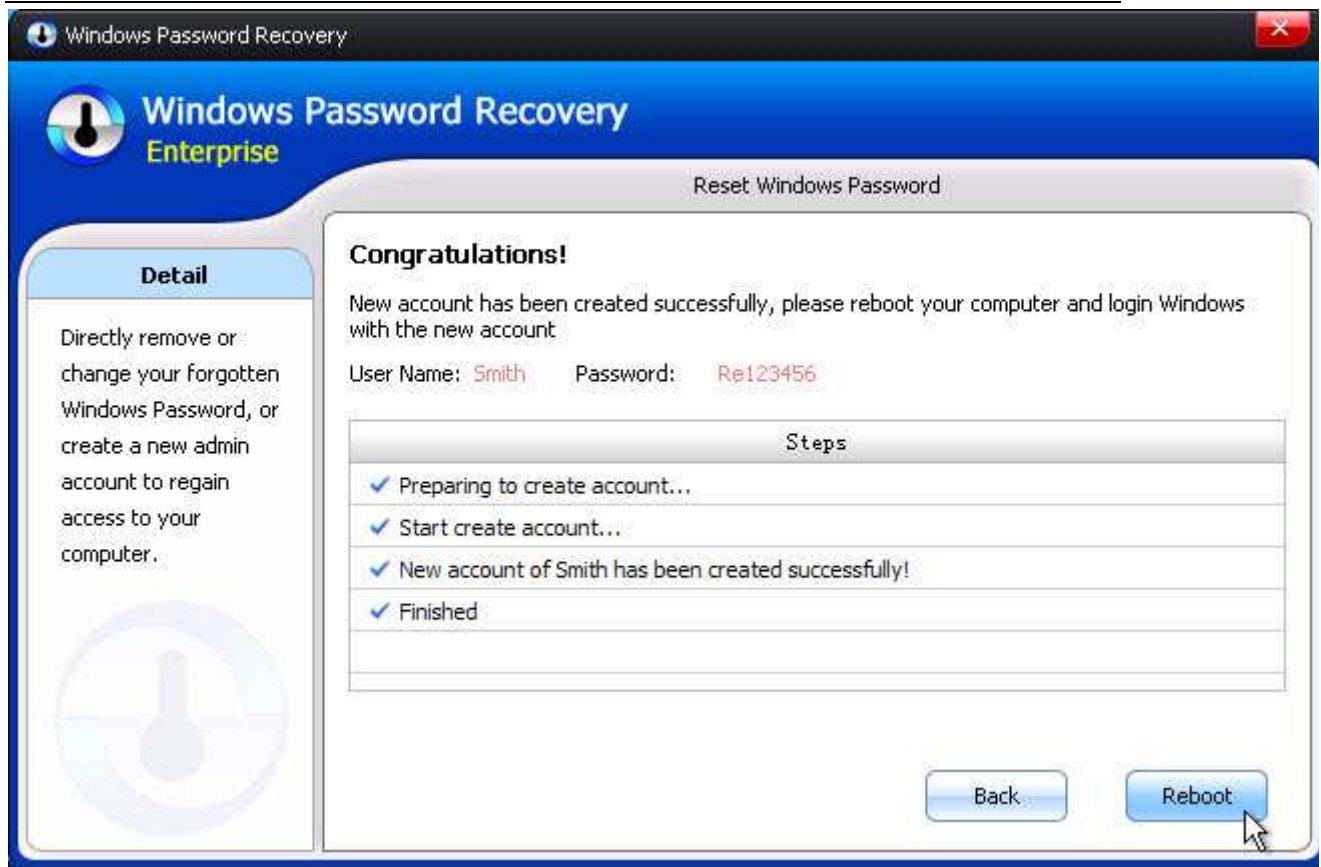 Windows Password Recovery
Windows Password Recovery
Enterprise
Reset Windows Password
Detail
Directly remove or
change your forgotten
Windows Password, or
create a new admin
account to regain
access to your
computer.
Congratulations!
New account has been created successfully, please reboot your computer and login Windows
with the new account
User Name: Smith Password: Re123456
Steps
Preparing to create account...
Start create account...
New account of Smith has been created successfully!
Finished
Back
Reboot